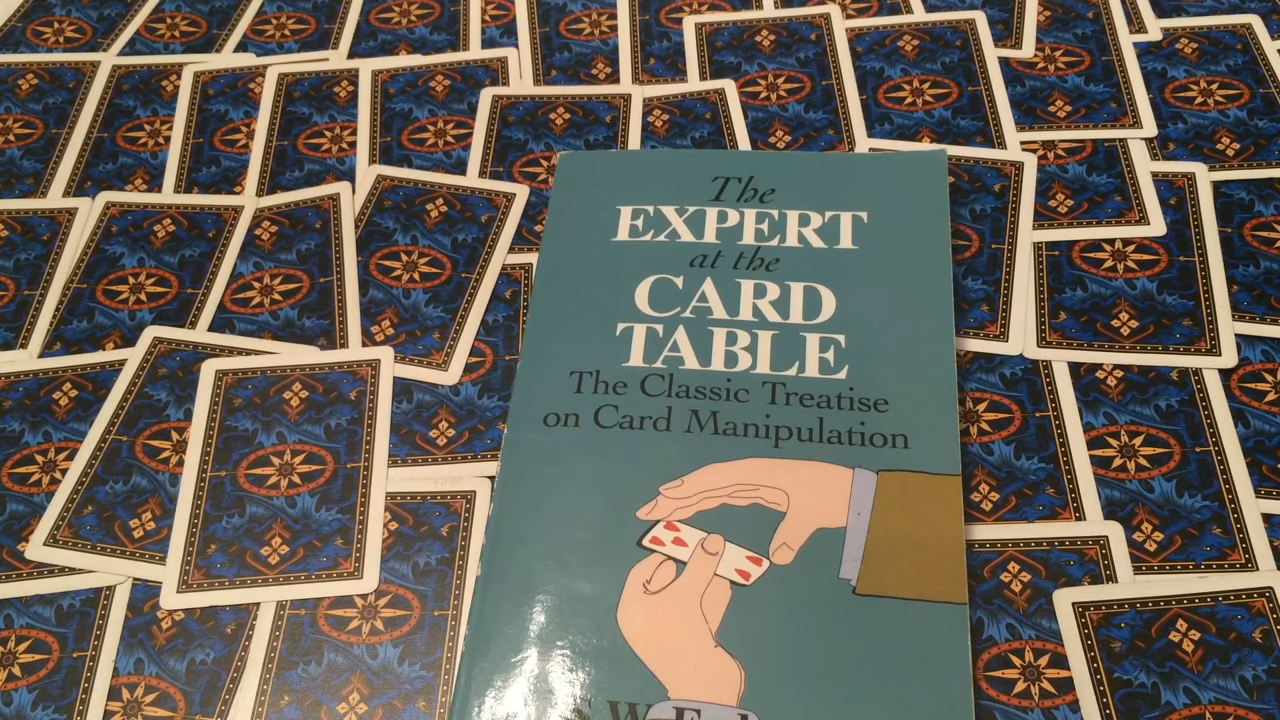 The
EXPERT
at the
CARD
TABLE
The Classic Treatise
on Card Manipulation
W.